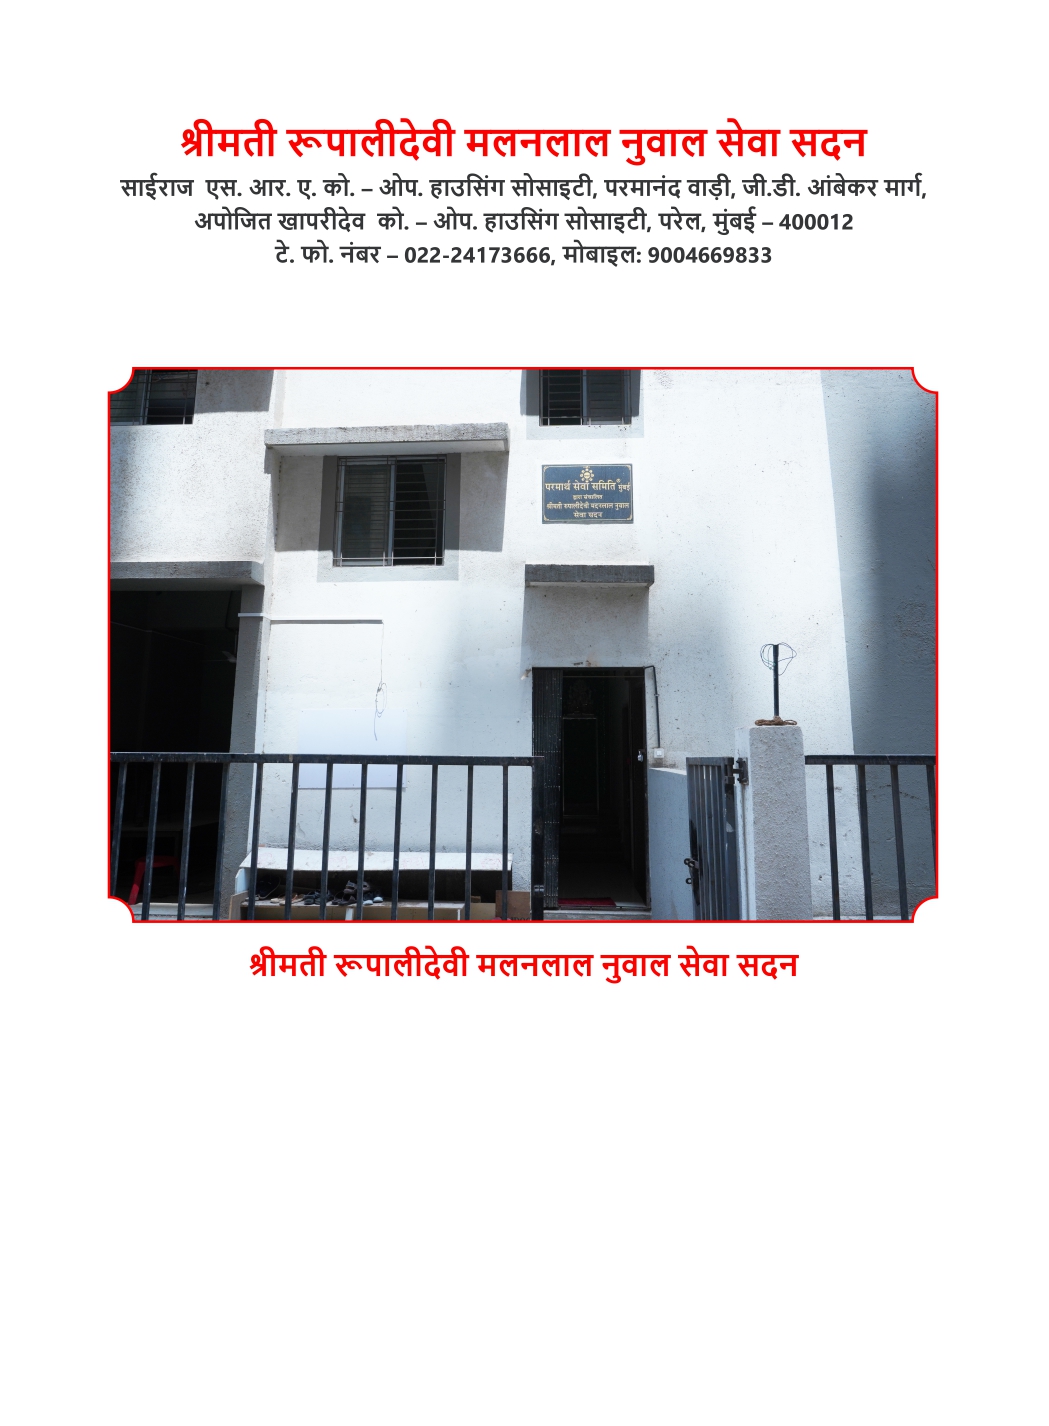 श्रीमती रूपालीदेवी मलनलाल नुवाल सेवा सदन
साईराज एस. आर. ए. को. – ओप. हाउसिंग सोसाइटी, परमानंद वाड़ी, जी.डी. आंबेकर मार्ग,
अपोजित खापरीदेव को. – ओप. हाउसिंग सोसाइटी, परेल, मुंबई – 400012
टे. फो. नंबर – 022-24173666, मोबाइल: 9004669833
परमार्थ सेवा समिति® मुंबई
द्वारा संचालित
श्रीमती रुपालीदेवी मदनलाल नुवाल
सेवा सदन
श्रीमती रूपालीदेवी मलनलाल नुवाल सेवा सदन